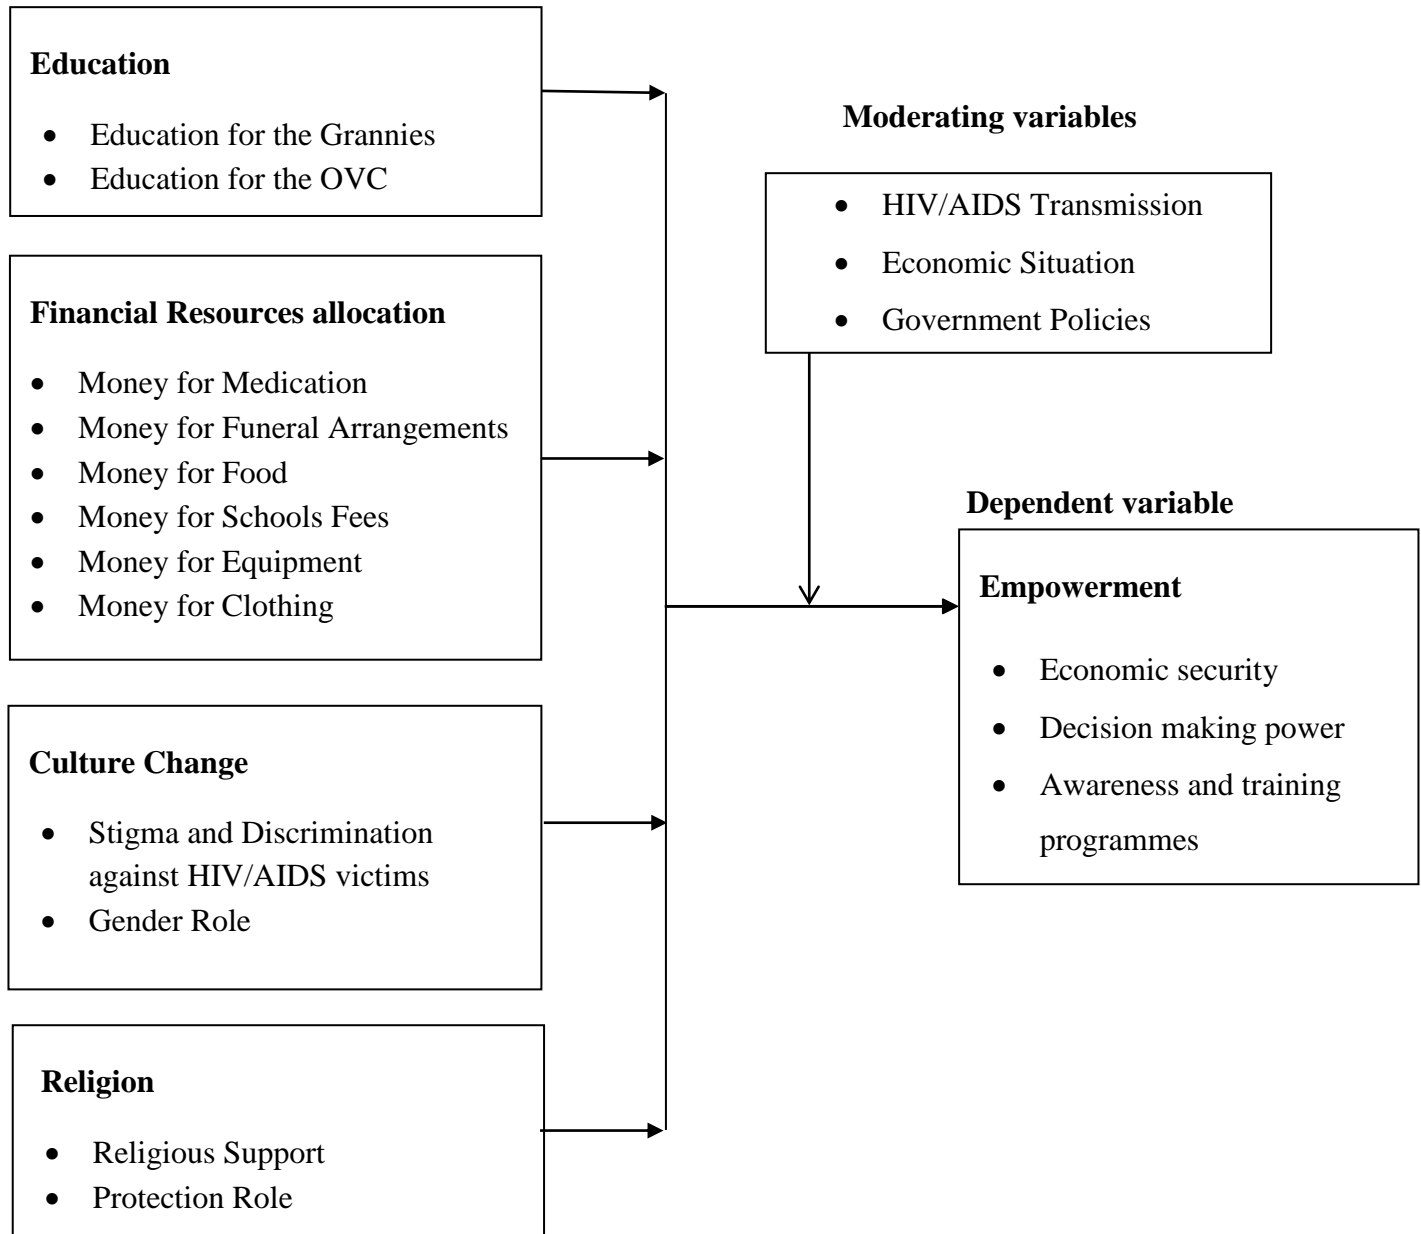 Education
• Education for the Grannies
• Education for the OVC
Financial Resources allocation
• Money for Medication
• Money for Funeral Arrangements
• Money for Food
• Money for Schools Fees
• Money for Equipment
• Money for Clothing
Culture Change
• Stigma and Discrimination
against HIV/AIDS victims
• Gender Role
Religion
• Religious Support
• Protection Role
Moderating variables
• HIV/AIDS Transmission
• Economic Situation
• Government Policies
Dependent variable
Empowerment
• Economic security
• Decision making power
• Awareness and training
programmes